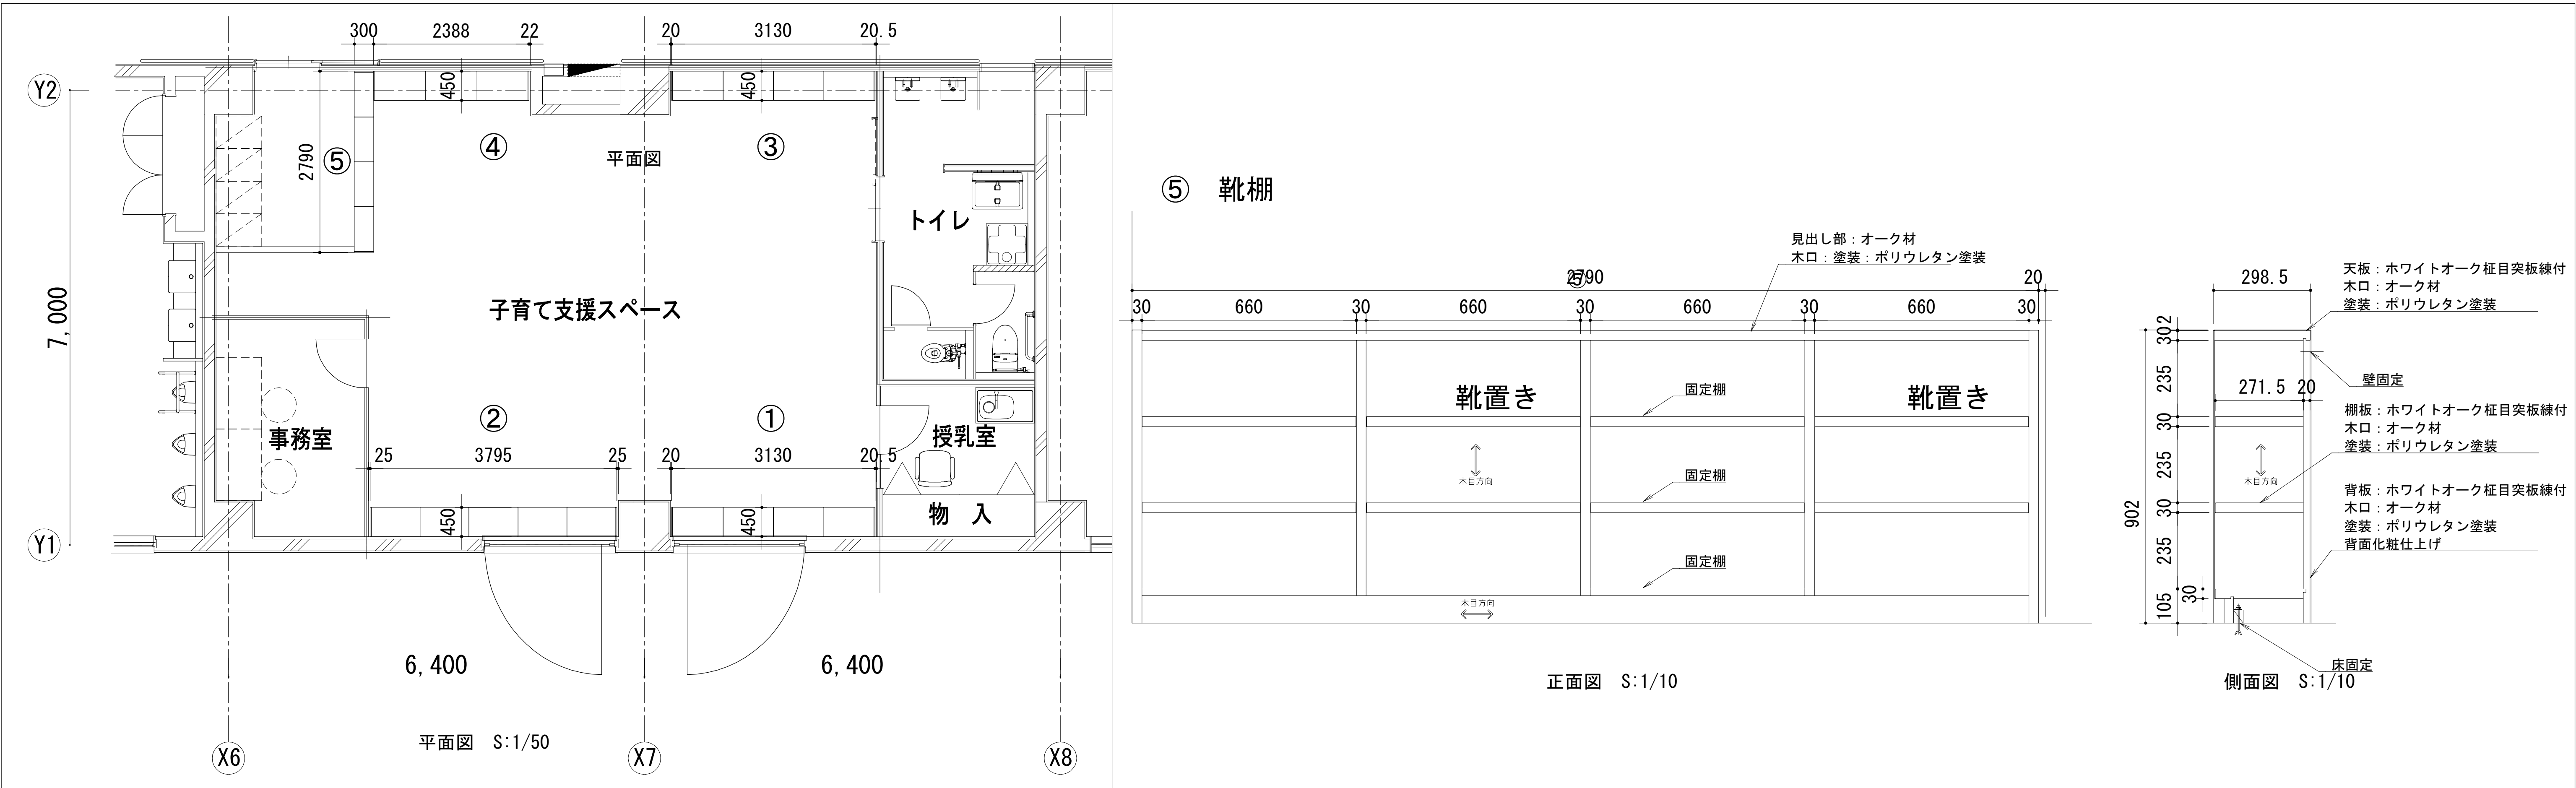 300 2388 22 20 3130 20.5
Y2
450 450
④ ③
⑤ 2790
平面図
トイレ
7,000
子育て支援スペース
② ①
事務室 授乳室
25 3795 25 20 3130 20.5
450 450
物 入
Y1
6,400 6,400
平面図 S:1/50
X6 X7 X8
⑤ 靴棚
見出し部：オーク材
木口：塗装：ポリウレタン塗装
2790 20
⑤
30 660 30 660 30 660 30 660 30
靴置き 靴置き
固定棚
固定棚
木目方向
固定棚
木目方向
正面図 S:1/10
298.5
天板：ホワイトオーク柾目突板練付
木口：オーク材
塗装：ポリウレタン塗装
2
30
235
271.5 20
壁固定
30
棚板：ホワイトオーク柾目突板練付
木口：オーク材
塗装：ポリウレタン塗装
235
木目方向
背板：ホワイトオーク柾目突板練付
木口：オーク材
塗装：ポリウレタン塗装
背面化粧仕上げ
30
902
235
30
105
床固定
側面図 S:1/10